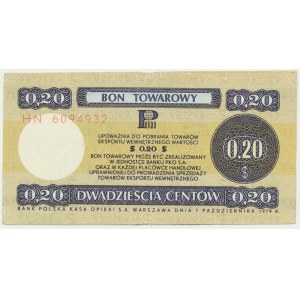 0,20 BON TOWAROWY 0,20
HN 6094932
UPOWAŻNIA DO POBRANIA TOWARÓW
EKSPORTU WEWNĘTRZNEGO WARTOŚCI
$ 0.20 $
BON TOWAROWY MOŻE BYĆ ZREALIZOWANY
W JEDNOSTCE BANKU PKO S.A.
ORAZ W KAŻDEJ PLACÓWCE HANDLOWEJ
UPRAWNIONEJ DO PROWADZENIA SPRZEDAŻY
TOWARÓW EKSPORTU WEWNĘTRZNEGO
$ 0,20 $
0,20 DWADZIEŚCIA CENTÓW 0,20
BANK POLSKA KASA OPIEKI S.A. WARSZAWA DNIA 1 PAŹDZIERNIKA 1979 R.